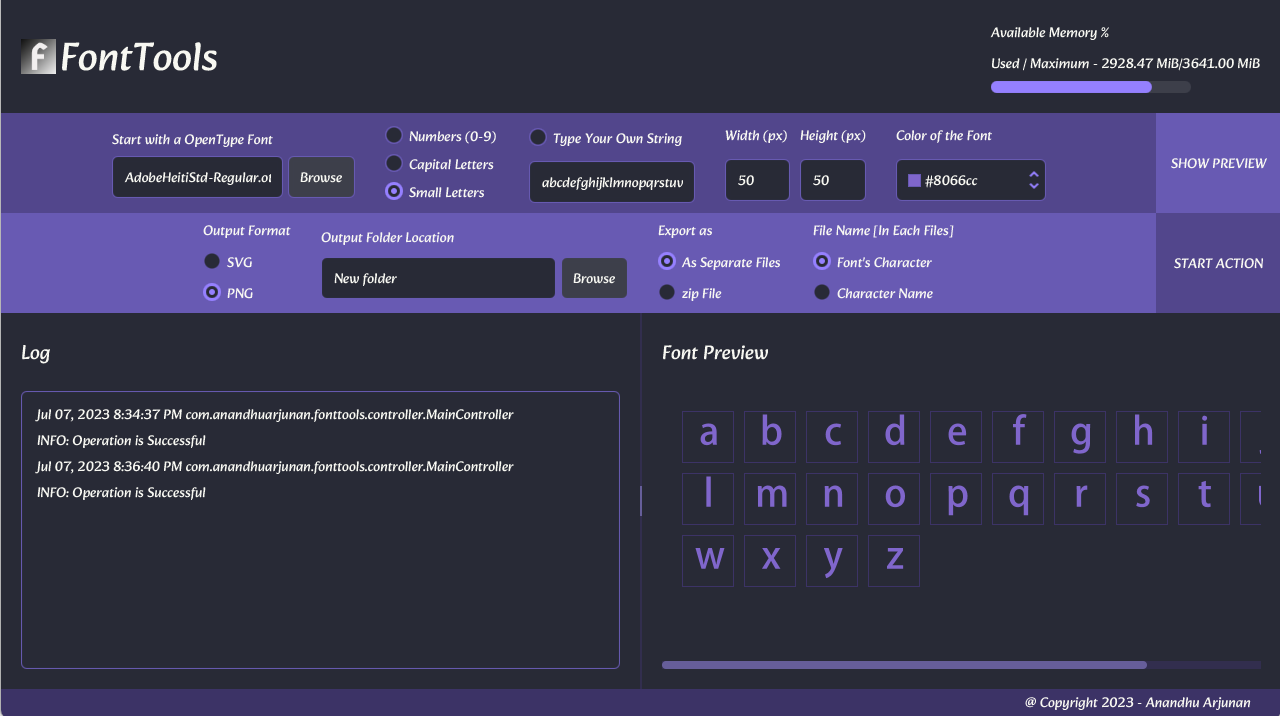 f FontTools
Available Memory %
Used / Maximum - 2928.47 MiB/3641.00 MiB
Start with a OpenType Font
AdobeHeitiStd-Regular.ot
Browse
Numbers (0-9)
Capital Letters
Small Letters
Type Your Own String
abcdefghijklmnopqrstuv
Width (px)
50
Height (px)
50
Color of the Font
#8066cc
SHOW PREVIEW
Output Format
SVG
PNG
Output Folder Location
New folder
Browse
Export as
As Separate Files
zip File
File Name [In Each Files]
Font's Character
Character Name
START ACTION
Log
Jul 07, 2023 8:34:37 PM com.anandhuarjunan.fonttools.controller.MainController
INFO: Operation is Successful
Jul 07, 2023 8:36:40 PM com.anandhuarjunan.fonttools.controller.MainController
INFO: Operation is Successful
Font Preview
a b c d e f g h i
l m n o p q r s t
w x y z
@ Copyright 2023 - Anandhu Arjunan